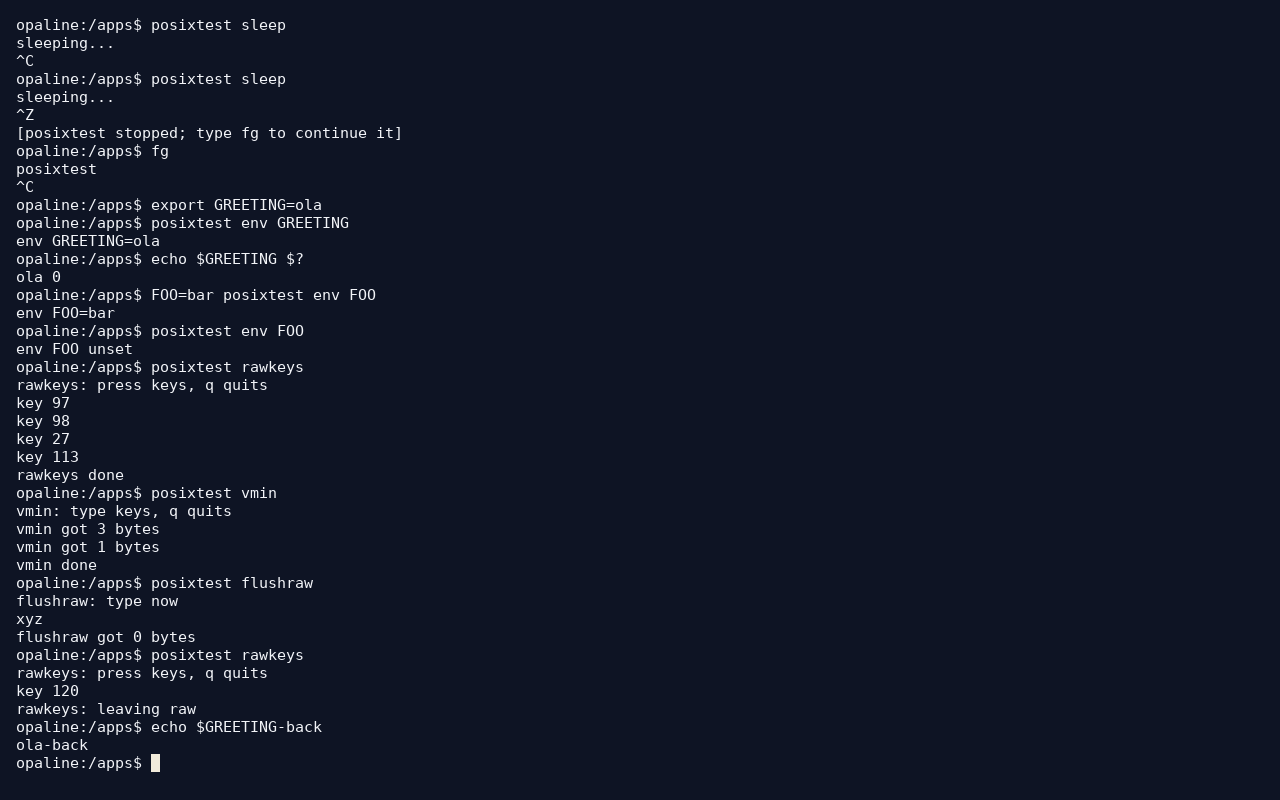 opaline:/apps$ posixtest sleep
sleeping...
^C
opaline:/apps$ posixtest sleep
sleeping...
^Z
[posixtest stopped; type fg to continue it]
opaline:/apps$ fg
posixtest
^C
opaline:/apps$ export GREETING=ola
opaline:/apps$ posixtest env GREETING
env GREETING=ola
opaline:/apps$ echo $GREETING $?
ola 0
opaline:/apps$ FOO=bar posixtest env FOO
env FOO=bar
opaline:/apps$ posixtest env FOO
env FOO unset
opaline:/apps$ posixtest rawkeys
rawkeys: press keys, q quits
key 97
key 98
key 27
key 113
rawkeys done
opaline:/apps$ posixtest vmin
vmin: type keys, q quits
vmin got 3 bytes
vmin got 1 bytes
vmin done
opaline:/apps$ posixtest flushraw
flushraw: type now
xyz
flushraw got 0 bytes
opaline:/apps$ posixtest rawkeys
rawkeys: press keys, q quits
key 120
rawkeys: leaving raw
opaline:/apps$ echo $GREETING-back
ola-back
opaline:/apps$